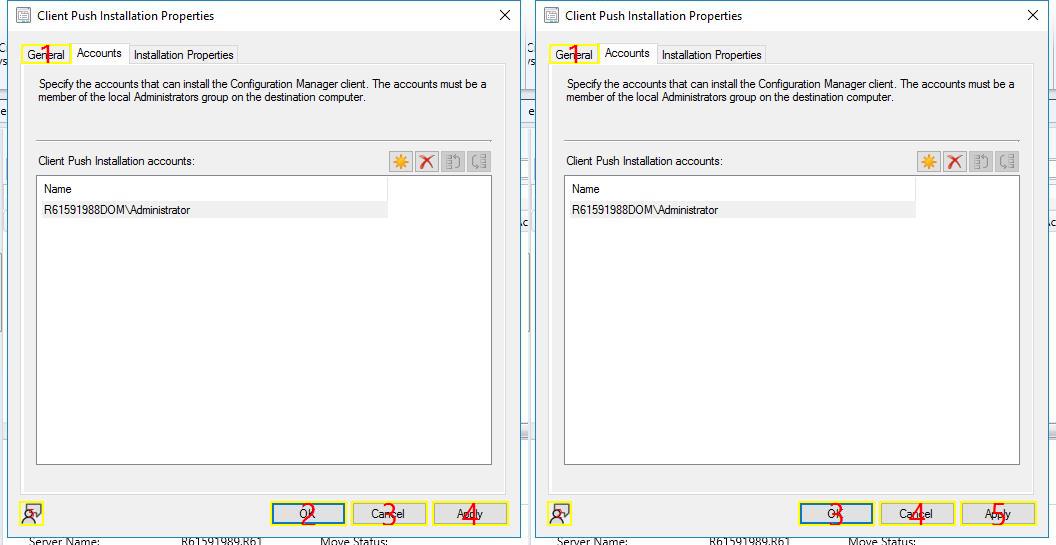 Client Push Installation Properties
1
General Accounts Installation Properties
Specify the accounts that can install the Configuration Manager client. The accounts must be a
member of the local Administrators group on the destination computer.
Client Push Installation accounts:
Name
R61591988DOM\Administrator
OK Cancel Apply
2 3 4
Server Name: R61591989.R61 Move Status:
Client Push Installation Properties
1
General Accounts Installation Properties
Specify the accounts that can install the Configuration Manager client. The accounts must be a
member of the local Administrators group on the destination computer.
Client Push Installation accounts:
Name
R61591988DOM\Administrator
OK Cancel Apply
3 4 5
Server Name: R61591989.R61 Move Status: